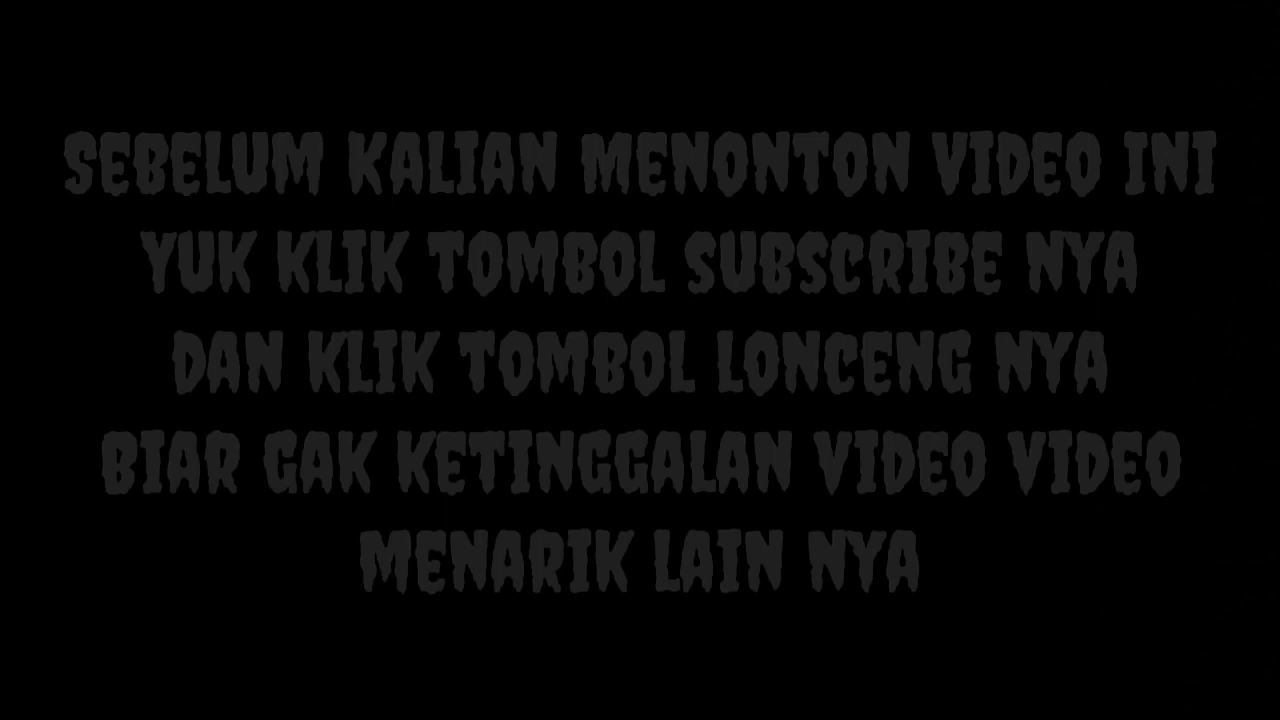 SEBELUM KALIAN MENONTON VIDEO INI
YUK KLIK TOMBOL SUBSCRIBE NYA
DAN KLIK TOMBOL LONCENG NYA
BIAR GAK KETINGGALAN VIDEO VIDEO
MENARIK LAIN NYA